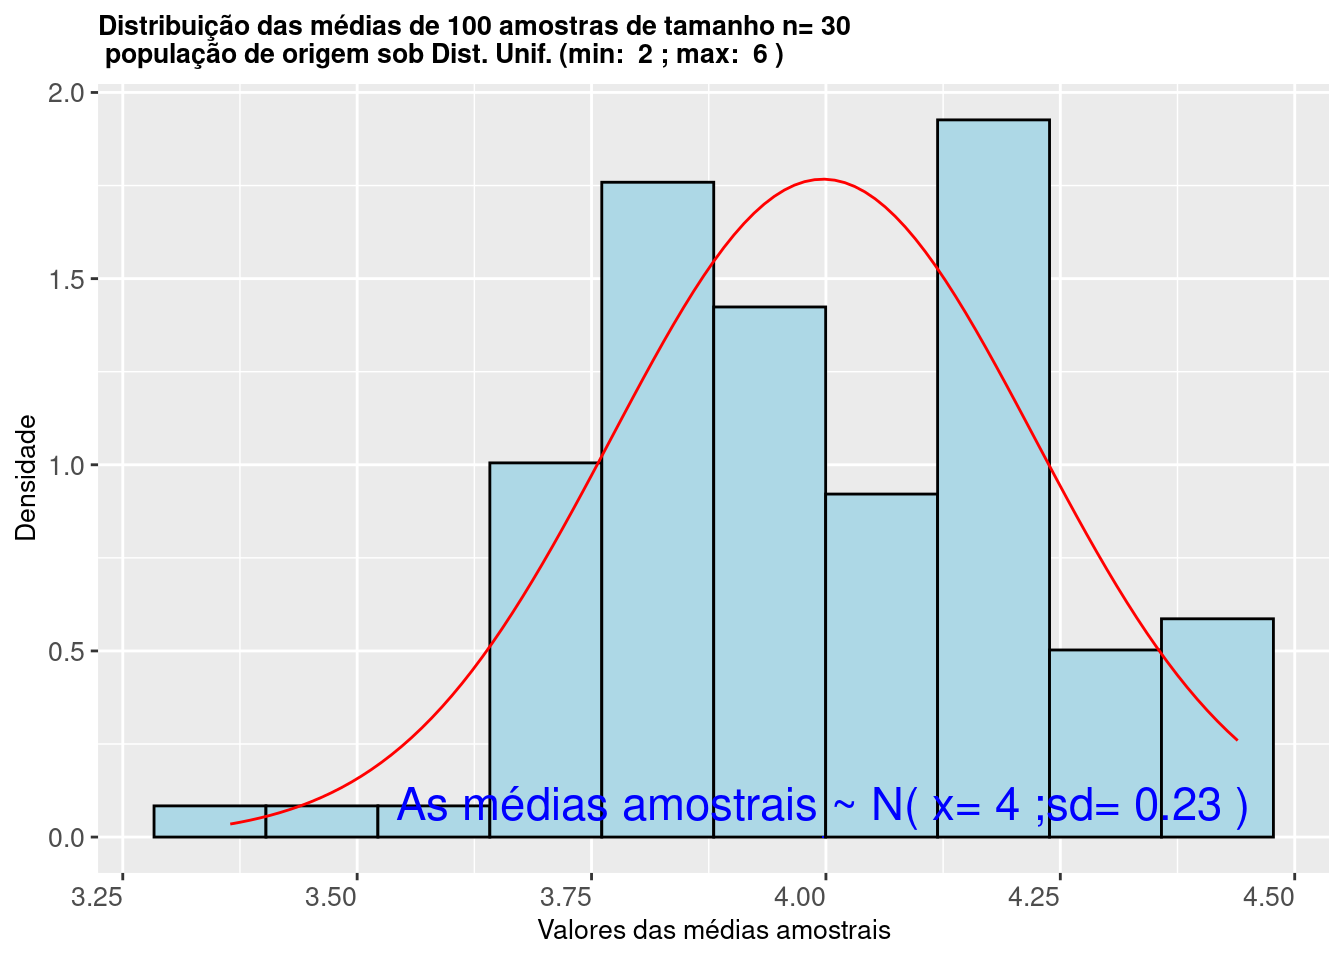 Distribuição das médias de 100 amostras de tamanho n= 30
população de origem sob Dist. Unif. (min:  2 ; max:  6 )
2.0
1.5
1.0
0.5
0.0
Densidade
As médias amostrais ~ N( x= 4 ;sd= 0.23 )
3.25 3.50 3.75 4.00 4.25 4.50
Valores das médias amostrais